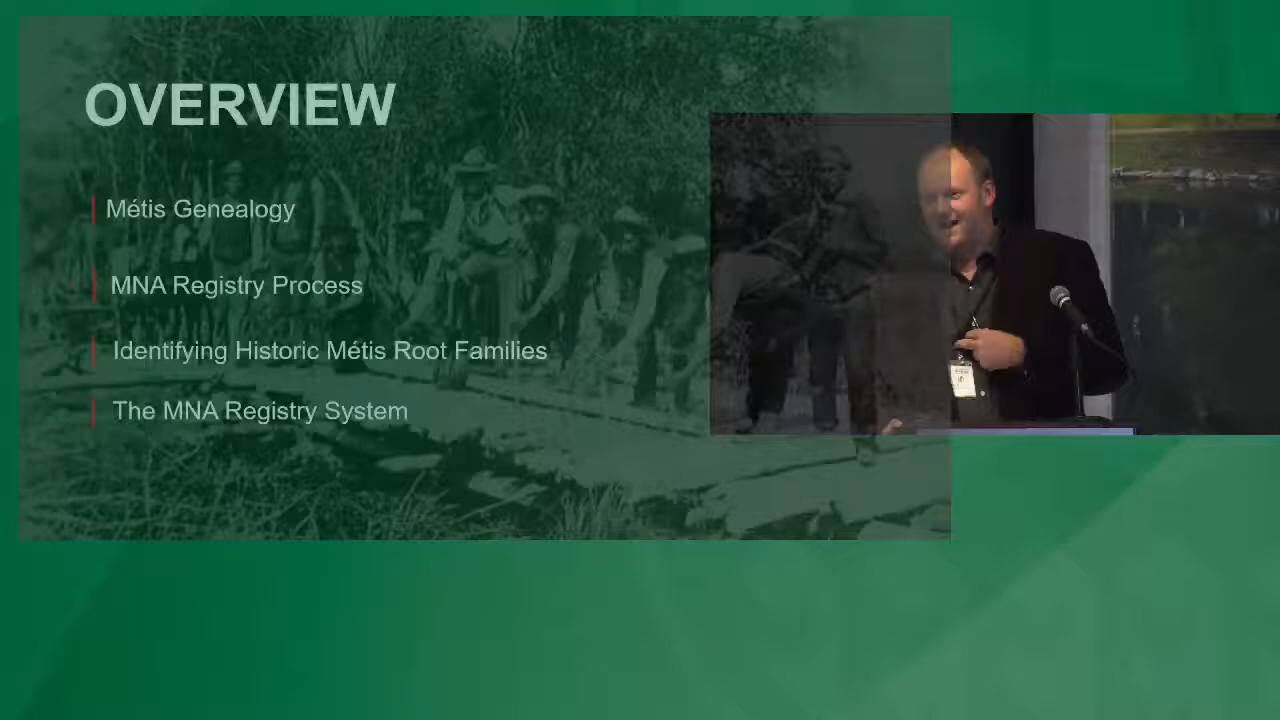 OVERVIEW
Métis Genealogy
MNA Registry Process
Identifying Historic Métis Root Families
The MNA Registry System